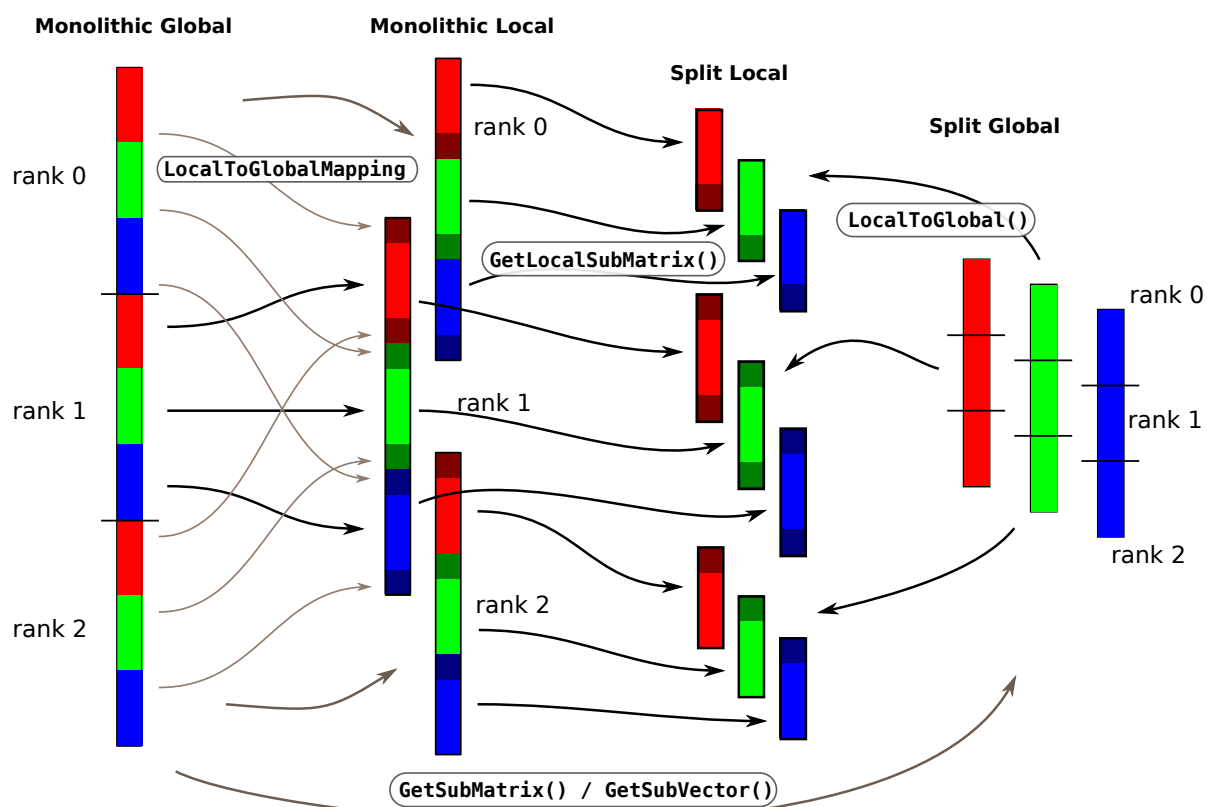 Monolithic Global
Monolithic Local
Split Local
Split Global
rank 0
rank 0
LocalToGlobalMapping
LocalToGlobal()
GetLocalSubMatrix()
rank 0
rank 1
rank 1
rank 1
rank 2
rank 2
rank 2
GetSubMatrix() / GetSubVector()